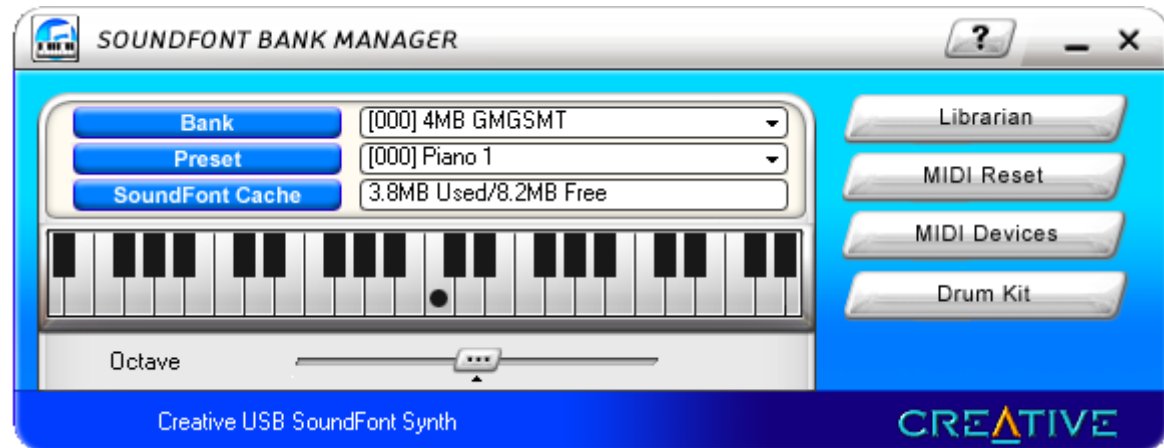 SOUNDFONT BANK MANAGER
?
Bank
[000] 4MB GMGSMT
Preset
[000] Piano 1
SoundFont Cache
3.8MB Used/8.2MB Free
Librarian
MIDI Reset
MIDI Devices
Drum Kit
Octave
Creative USB SoundFont Synth
CREATIVE